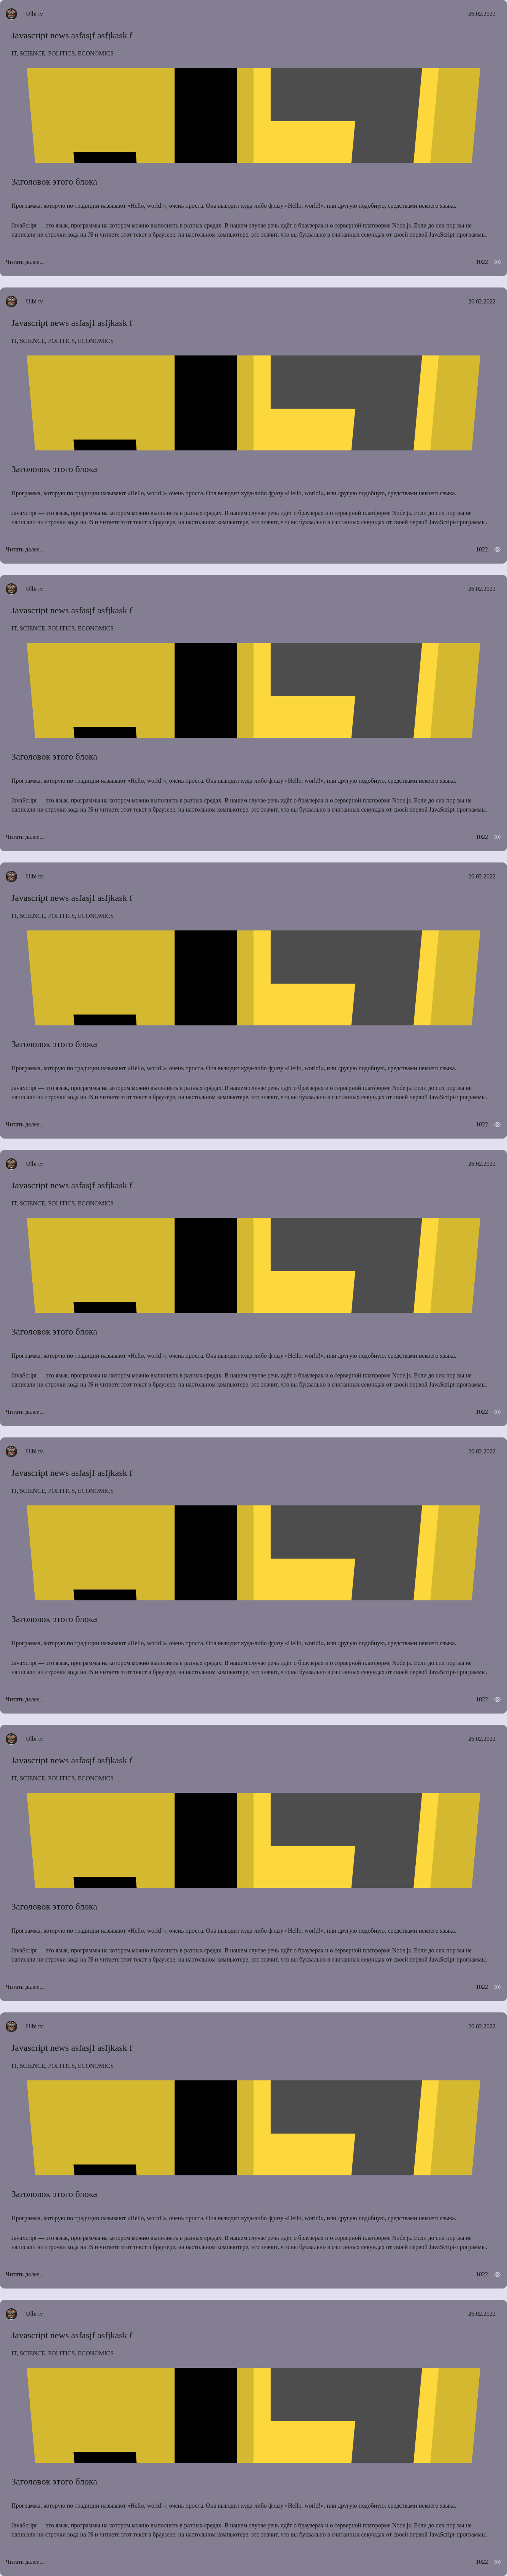 Ulbi tv 26.02.2022
Javascript news asfasjf asfjkask f
IT, SCIENCE, POLITICS, ECONOMICS
Заголовок этого блока
Программа, которую по традиции называют «Hello, world!», очень проста. Она выводит куда-либо фразу «Hello, world!», или другую подобную, средствами некоего языка.
JavaScript — это язык, программы на котором можно выполнять в разных средах. В нашем случае речь идёт о браузерах и о серверной платформе Node.js. Если до сих пор вы не
написали ни строчки кода на JS и читаете этот текст в браузере, на настольном компьютере, это значит, что вы буквально в считанных секундах от своей первой JavaScript-программы.
Читать далее... 1022
Ulbi tv 26.02.2022
Javascript news asfasjf asfjkask f
IT, SCIENCE, POLITICS, ECONOMICS
Заголовок этого блока
Программа, которую по традиции называют «Hello, world!», очень проста. Она выводит куда-либо фразу «Hello, world!», или другую подобную, средствами некоего языка.
JavaScript — это язык, программы на котором можно выполнять в разных средах. В нашем случае речь идёт о браузерах и о серверной платформе Node.js. Если до сих пор вы не
написали ни строчки кода на JS и читаете этот текст в браузере, на настольном компьютере, это значит, что вы буквально в считанных секундах от своей первой JavaScript-программы.
Читать далее... 1022
Ulbi tv 26.02.2022
Javascript news asfasjf asfjkask f
IT, SCIENCE, POLITICS, ECONOMICS
Заголовок этого блока
Программа, которую по традиции называют «Hello, world!», очень проста. Она выводит куда-либо фразу «Hello, world!», или другую подобную, средствами некоего языка.
JavaScript — это язык, программы на котором можно выполнять в разных средах. В нашем случае речь идёт о браузерах и о серверной платформе Node.js. Если до сих пор вы не
написали ни строчки кода на JS и читаете этот текст в браузере, на настольном компьютере, это значит, что вы буквально в считанных секундах от своей первой JavaScript-программы.
Читать далее... 1022
Ulbi tv 26.02.2022
Javascript news asfasjf asfjkask f
IT, SCIENCE, POLITICS, ECONOMICS
Заголовок этого блока
Программа, которую по традиции называют «Hello, world!», очень проста. Она выводит куда-либо фразу «Hello, world!», или другую подобную, средствами некоего языка.
JavaScript — это язык, программы на котором можно выполнять в разных средах. В нашем случае речь идёт о браузерах и о серверной платформе Node.js. Если до сих пор вы не
написали ни строчки кода на JS и читаете этот текст в браузере, на настольном компьютере, это значит, что вы буквально в считанных секундах от своей первой JavaScript-программы.
Читать далее... 1022
Ulbi tv 26.02.2022
Javascript news asfasjf asfjkask f
IT, SCIENCE, POLITICS, ECONOMICS
Заголовок этого блока
Программа, которую по традиции называют «Hello, world!», очень проста. Она выводит куда-либо фразу «Hello, world!», или другую подобную, средствами некоего языка.
JavaScript — это язык, программы на котором можно выполнять в разных средах. В нашем случае речь идёт о браузерах и о серверной платформе Node.js. Если до сих пор вы не
написали ни строчки кода на JS и читаете этот текст в браузере, на настольном компьютере, это значит, что вы буквально в считанных секундах от своей первой JavaScript-программы.
Читать далее... 1022
Ulbi tv 26.02.2022
Javascript news asfasjf asfjkask f
IT, SCIENCE, POLITICS, ECONOMICS
Заголовок этого блока
Программа, которую по традиции называют «Hello, world!», очень проста. Она выводит куда-либо фразу «Hello, world!», или другую подобную, средствами некоего языка.
JavaScript — это язык, программы на котором можно выполнять в разных средах. В нашем случае речь идёт о браузерах и о серверной платформе Node.js. Если до сих пор вы не
написали ни строчки кода на JS и читаете этот текст в браузере, на настольном компьютере, это значит, что вы буквально в считанных секундах от своей первой JavaScript-программы.
Читать далее... 1022
Ulbi tv 26.02.2022
Javascript news asfasjf asfjkask f
IT, SCIENCE, POLITICS, ECONOMICS
Заголовок этого блока
Программа, которую по традиции называют «Hello, world!», очень проста. Она выводит куда-либо фразу «Hello, world!», или другую подобную, средствами некоего языка.
JavaScript — это язык, программы на котором можно выполнять в разных средах. В нашем случае речь идёт о браузерах и о серверной платформе Node.js. Если до сих пор вы не
написали ни строчки кода на JS и читаете этот текст в браузере, на настольном компьютере, это значит, что вы буквально в считанных секундах от своей первой JavaScript-программы.
Читать далее... 1022
Ulbi tv 26.02.2022
Javascript news asfasjf asfjkask f
IT, SCIENCE, POLITICS, ECONOMICS
Заголовок этого блока
Программа, которую по традиции называют «Hello, world!», очень проста. Она выводит куда-либо фразу «Hello, world!», или другую подобную, средствами некоего языка.
JavaScript — это язык, программы на котором можно выполнять в разных средах. В нашем случае речь идёт о браузерах и о серверной платформе Node.js. Если до сих пор вы не
написали ни строчки кода на JS и читаете этот текст в браузере, на настольном компьютере, это значит, что вы буквально в считанных секундах от своей первой JavaScript-программы.
Читать далее... 1022
Ulbi tv 26.02.2022
Javascript news asfasjf asfjkask f
IT, SCIENCE, POLITICS, ECONOMICS
Заголовок этого блока
Программа, которую по традиции называют «Hello, world!», очень проста. Она выводит куда-либо фразу «Hello, world!», или другую подобную, средствами некоего языка.
JavaScript — это язык, программы на котором можно выполнять в разных средах. В нашем случае речь идёт о браузерах и о серверной платформе Node.js. Если до сих пор вы не
написали ни строчки кода на JS и читаете этот текст в браузере, на настольном компьютере, это значит, что вы буквально в считанных секундах от своей первой JavaScript-программы.
Читать далее... 1022